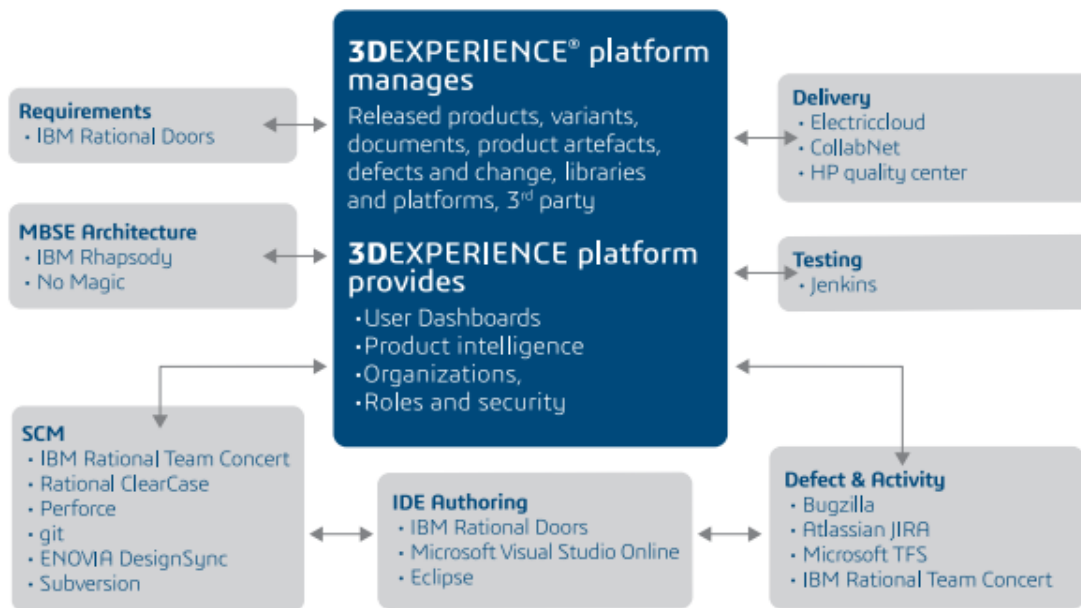 3DEXPERIENCE® platform
manages
Released products, variants,
documents, product artefacts,
defects and change, libraries
and platforms, 3rd party
3DEXPERIENCE platform
provides
• User Dashboards
• Product intelligence
• Organizations,
• Roles and security
Requirements
• IBM Rational Doors
MBSE Architecture
• IBM Rhapsody
• No Magic
SCM
• IBM Rational Team Concert
• Rational ClearCase
• Perforce
• git
• ENOVIA DesignSync
• Subversion
IDE Authoring
• IBM Rational Doors
• Microsoft Visual Studio Online
• Eclipse
Delivery
• Electriccloud
• CollabNet
• HP quality center
Testing
• Jenkins
Defect & Activity
• Bugzilla
• Atlassian JIRA
• Microsoft TFS
• IBM Rational Team Concert